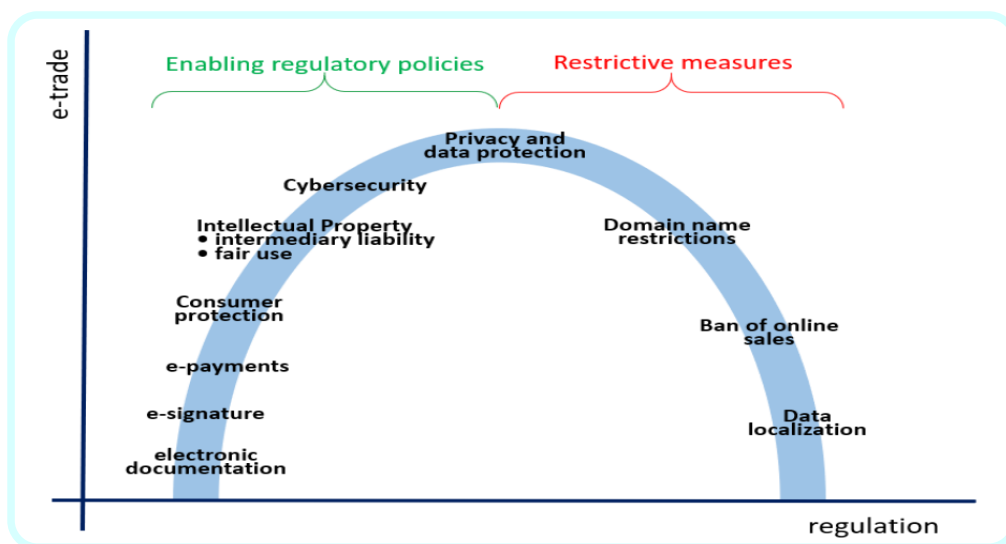 e-trade
Enabling regulatory policies
Restrictive measures
Privacy and
data protection
Cybersecurity
Intellectual Property
• intermediary liability
• fair use
Domain name
restrictions
Consumer
protection
Ban of online
sales
e-payments
e-signature
Data
localization
electronic
documentation
regulation